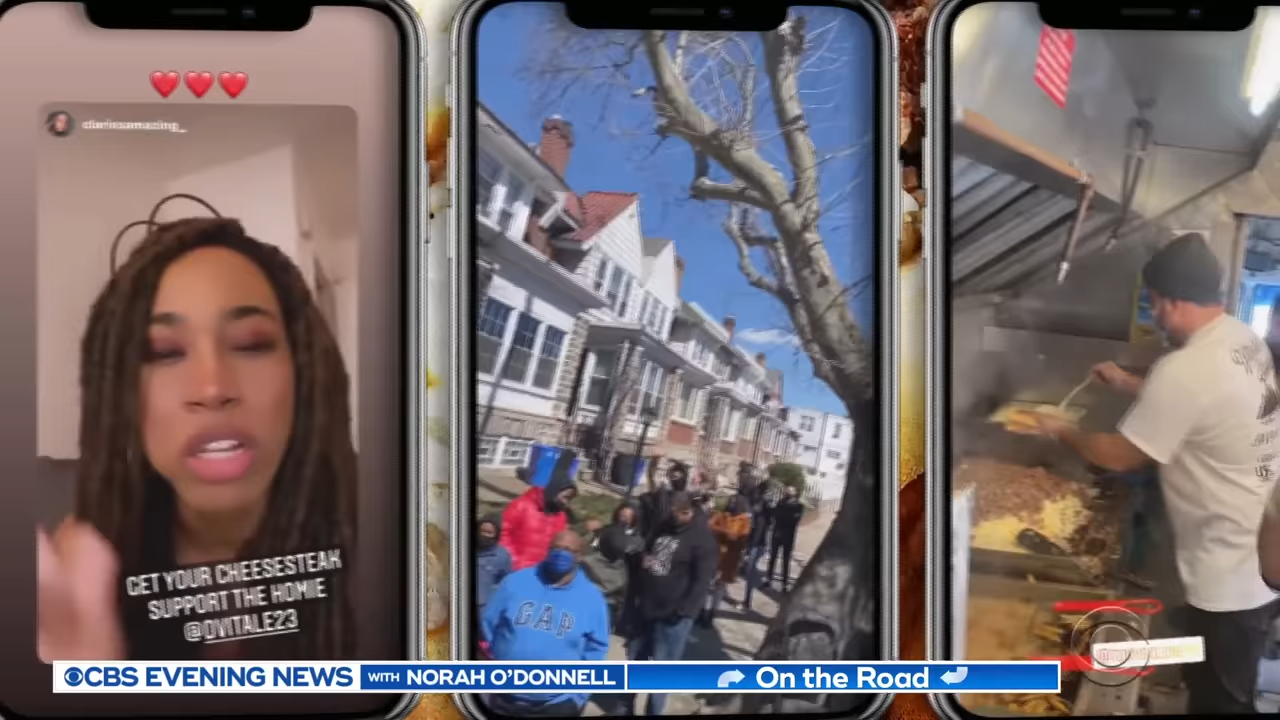 GET YOUR CHEESESTEAK
SUPPORT THE HOMIE
@DVITALE23
GAP
CBS EVENING NEWS WITH NORAH O'DONNELL On the Road